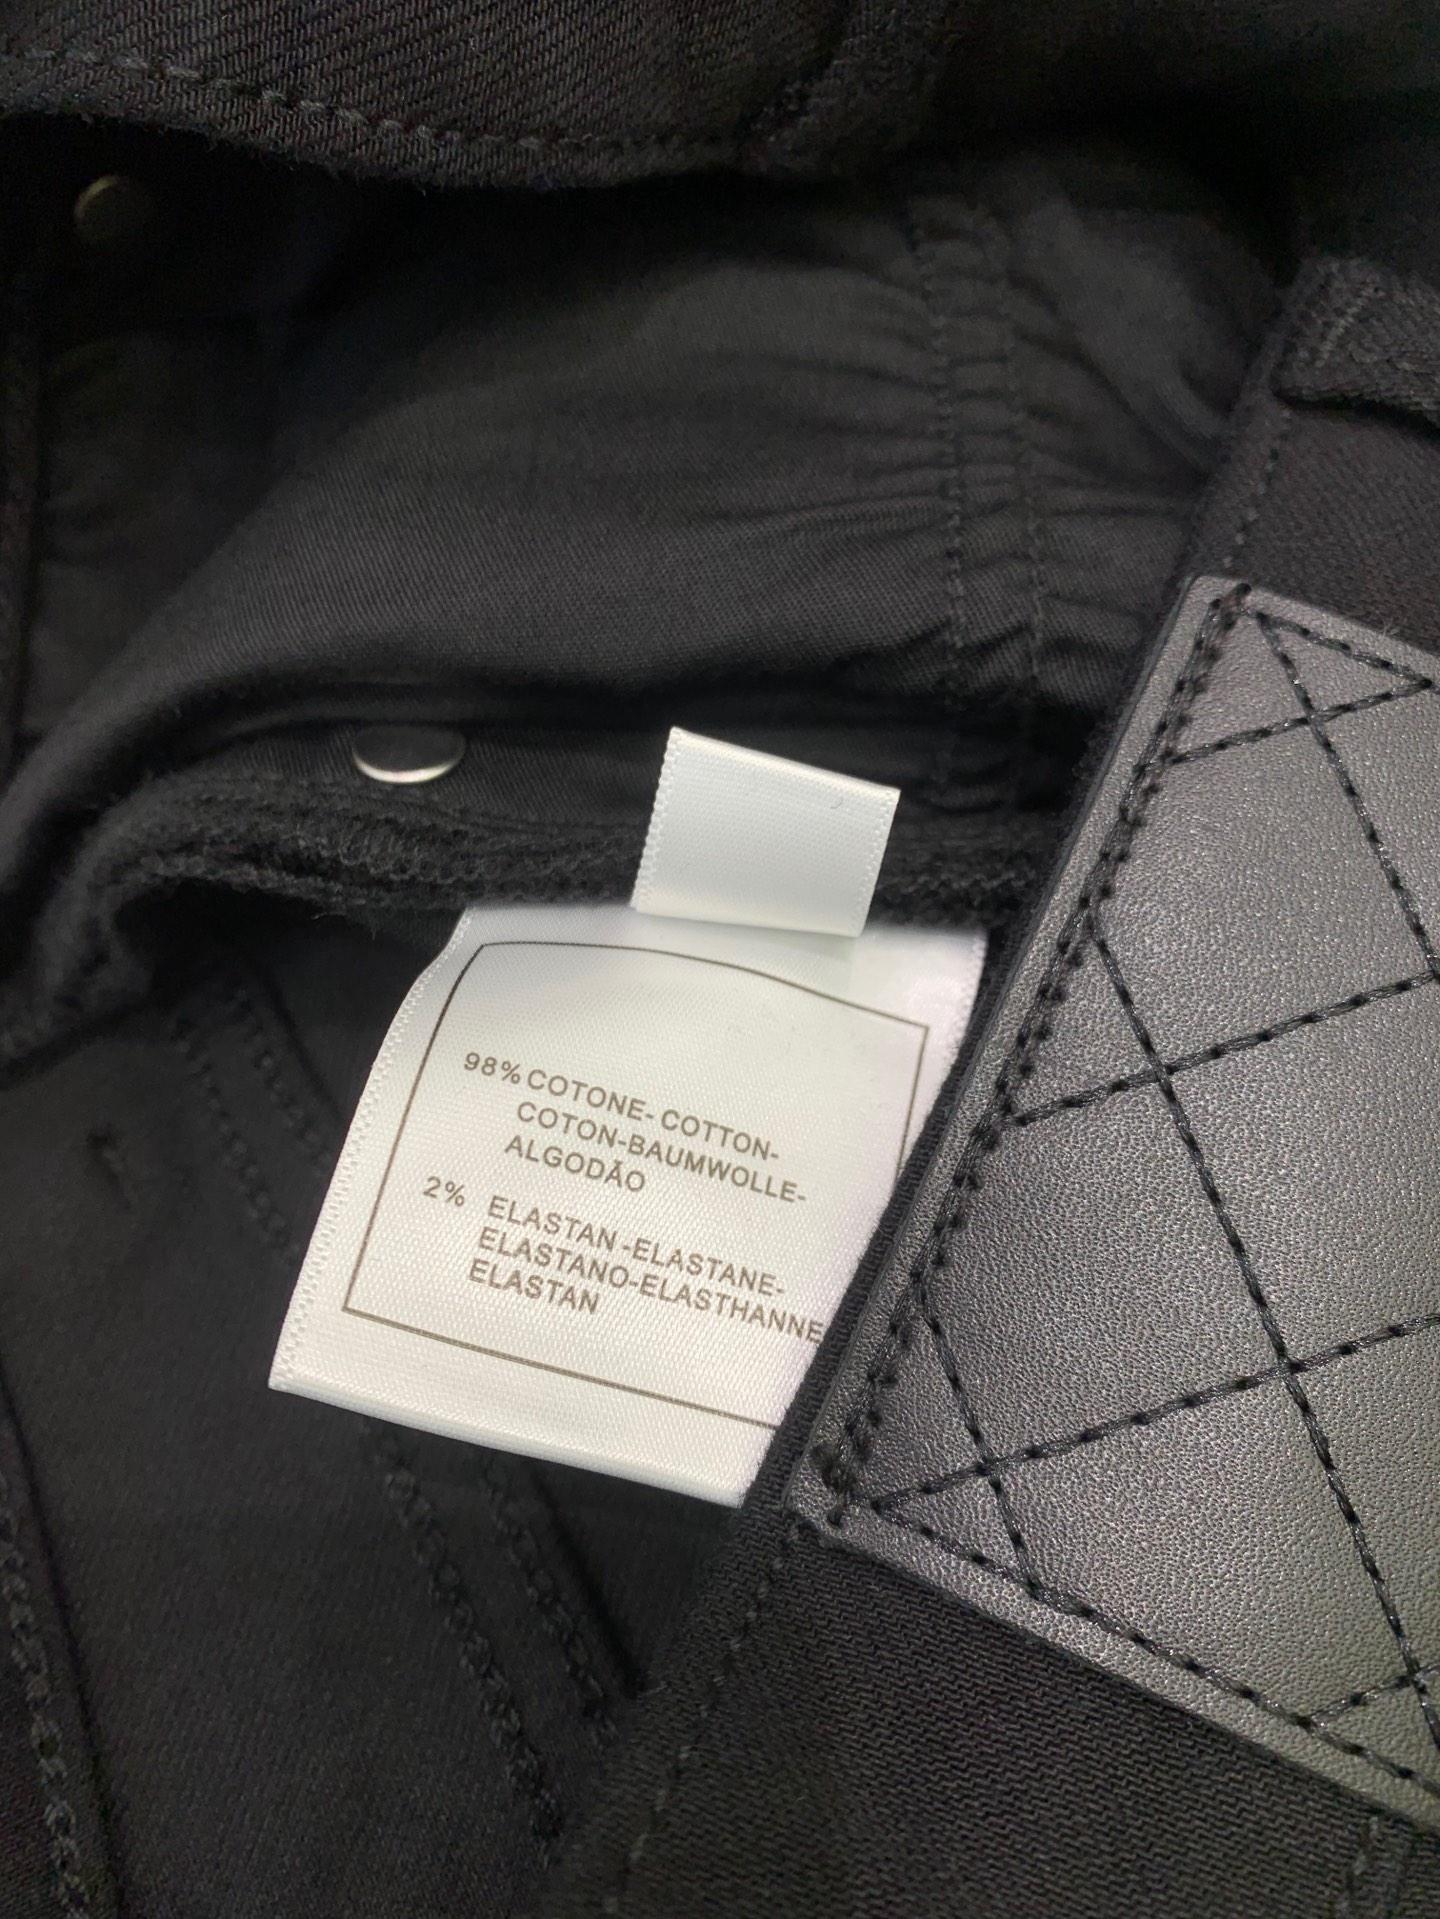 98% COTONE- COTTON-
COTON-BAUMWOLLE-
ALGODÃO
2% ELASTAN-ELASTANE-
ELASTANO-ELASTHANNE
ELASTAN